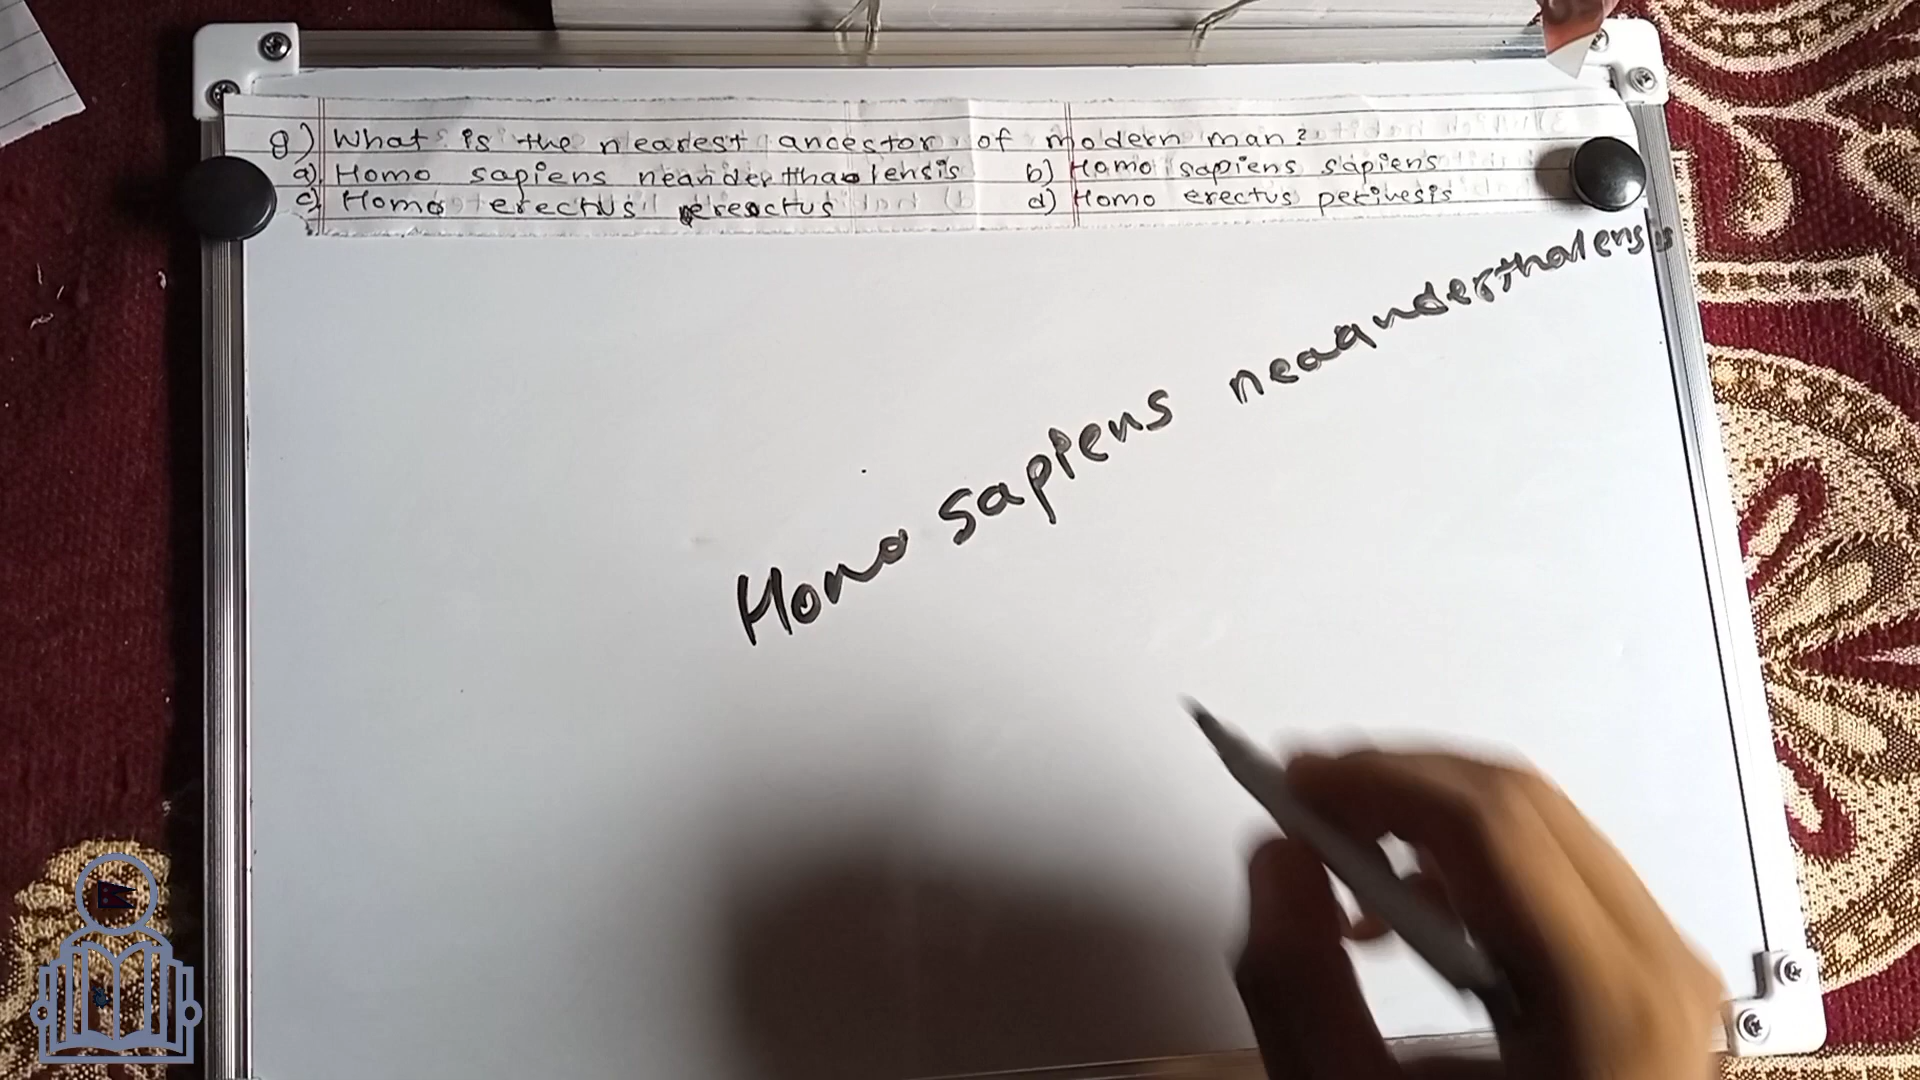 8) What is the nearest ancestor of modern man?
a) Homo sapiens neanderthalensis b) Homo sapiens sapiens
c) Homo erectus ereoctus d) Homo erectus pekinesis
Homo sapiens neaanderthalensis